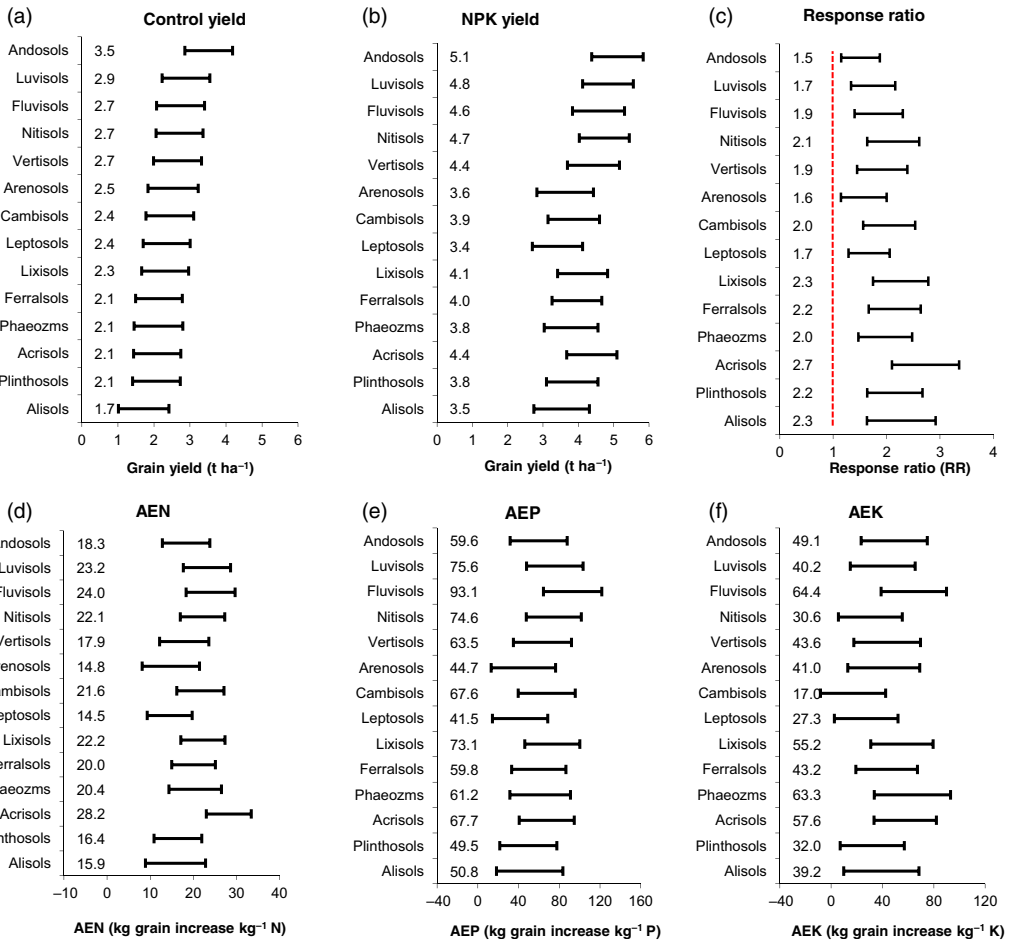 (a) Control yield
Andosols 3.5
Luvisols 2.9
Fluvisols 2.7
Nitisols 2.7
Vertisols 2.7
Arenosols 2.5
Cambisols 2.4
Leptosols 2.4
Lixisols 2.3
Ferralsols 2.1
Phaeozms 2.1
Acrisols 2.1
Plinthosols 2.1
Alisols 1.7
0 1 2 3 4 5 6
Grain yield (t ha⁻¹)
(b) NPK yield
Andosols 5.1
Luvisols 4.8
Fluvisols 4.6
Nitisols 4.7
Vertisols 4.4
Arenosols 3.6
Cambisols 3.9
Leptosols 3.4
Lixisols 4.1
Ferralsols 4.0
Phaeozms 3.8
Acrisols 4.4
Plinthosols 3.8
Alisols 3.5
0 1 2 3 4 5 6
Grain yield (t ha⁻¹)
(c) Response ratio
Andosols 1.5
Luvisols 1.7
Fluvisols 1.9
Nitisols 2.1
Vertisols 1.9
Arenosols 1.6
Cambisols 2.0
Leptosols 1.7
Lixisols 2.3
Ferralsols 2.2
Phaeozms 2.0
Acrisols 2.7
Plinthosols 2.2
Alisols 2.3
0 1 2 3 4
Response ratio (RR)
(d) AEN
ndosols 18.3
Luvisols 23.2
Fluvisols 24.0
Nitisols 22.1
Vertisols 17.9
renosols 14.8
ambisols 21.6
eptosols 14.5
Lixisols 22.2
erralsols 20.0
haeozms 20.4
Acrisols 28.2
nthosols 16.4
Alisols 15.9
–10 0 10 20 30 40
AEN (kg grain increase kg⁻¹ N)
(e) AEP
Andosols 59.6
Luvisols 75.6
Fluvisols 93.1
Nitisols 74.6
Vertisols 63.5
Arenosols 44.7
Cambisols 67.6
Leptosols 41.5
Lixisols 73.1
Ferralsols 59.8
Phaeozms 61.2
Acrisols 67.7
Plinthosols 49.5
Alisols 50.8
–40 0 40 80 120 160
AEP (kg grain increase kg⁻¹ P)
(f) AEK
Andosols 49.1
Luvisols 40.2
Fluvisols 64.4
Nitisols 30.6
Vertisols 43.6
Arenosols 41.0
Cambisols 17.0
Leptosols 27.3
Lixisols 55.2
Ferralsols 43.2
Phaeozms 63.3
Acrisols 57.6
Plinthosols 32.0
Alisols 39.2
–40 0 40 80 120
AEK (kg grain increase kg⁻¹ K)